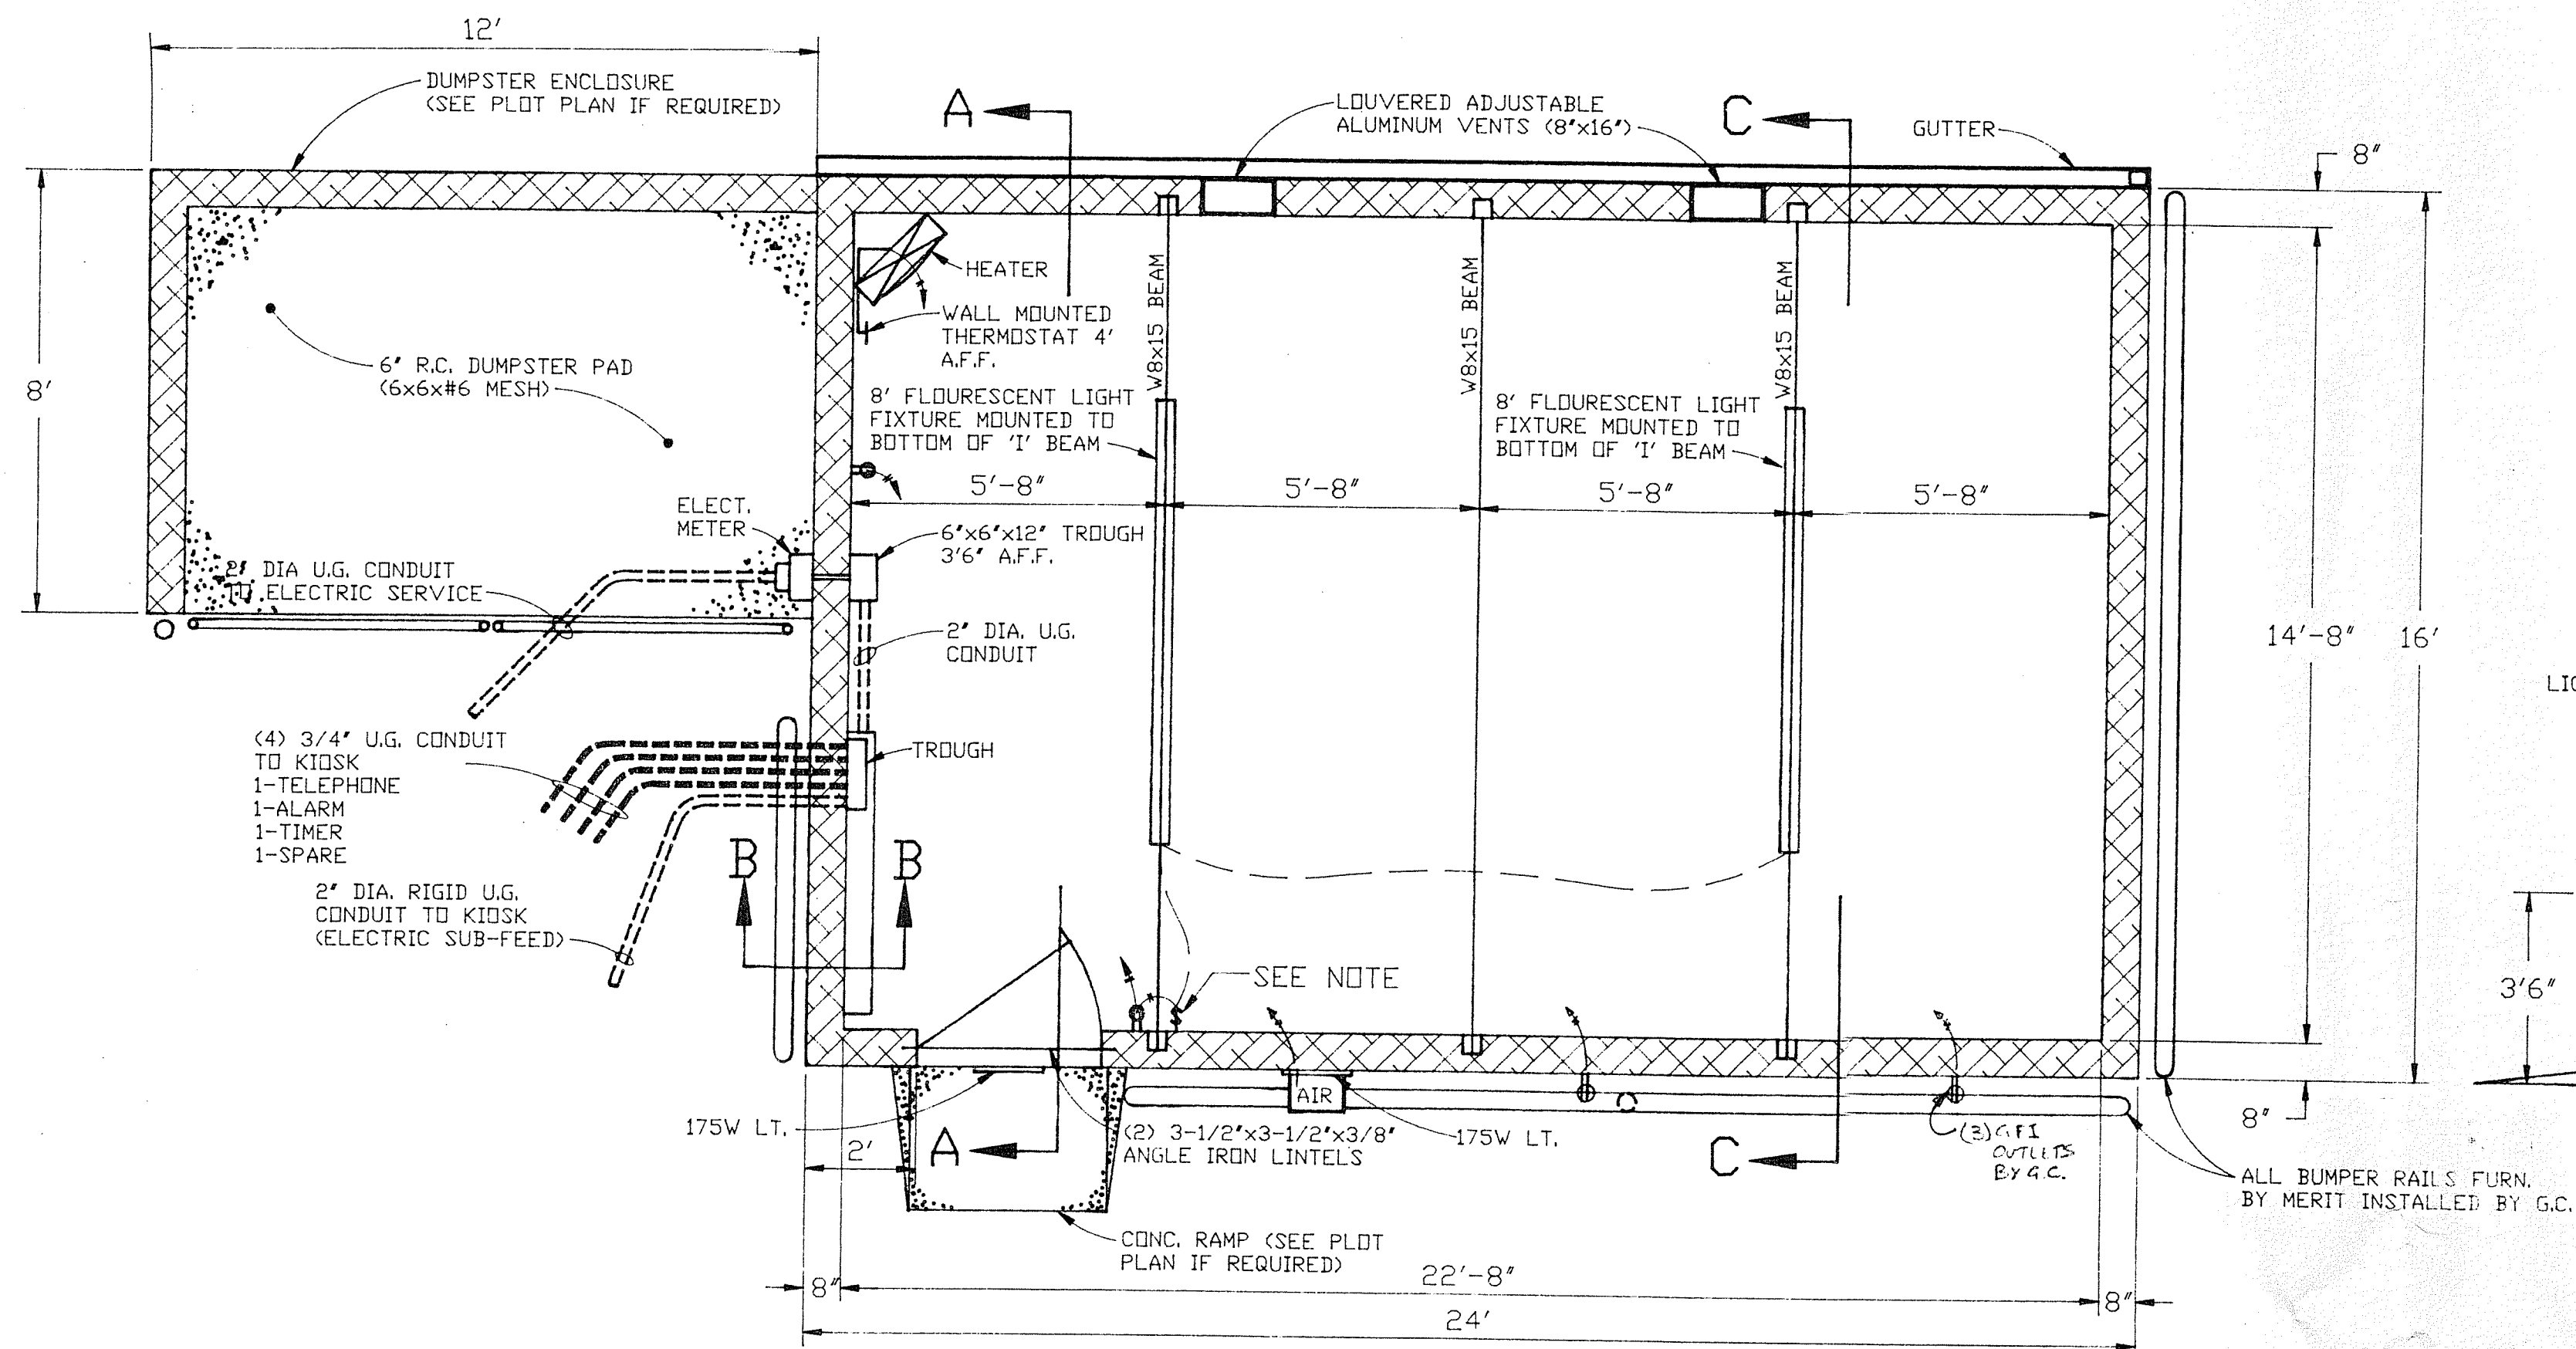 12'
DUMPSTER ENCLOSURE
(SEE PLOT PLAN IF REQUIRED)
A
LOUVERED ADJUSTABLE
ALUMINUM VENTS (8"x16")
C
GUTTER
8"
HEATER
WALL MOUNTED
THERMOSTAT 4'
A.F.F.
W8x15 BEAM
W8x15 BEAM
W8x15 BEAM
6" R.C. DUMPSTER PAD
(6x6x#6 MESH)
8'
8' FLOURESCENT LIGHT
FIXTURE MOUNTED TO
BOTTOM OF 'I' BEAM
8' FLOURESCENT LIGHT
FIXTURE MOUNTED TO
BOTTOM OF 'I' BEAM
5'-8"
5'-8"
5'-8"
5'-8"
ELECT.
METER
6"x6"x12" TROUGH
3'6" A.F.F.
2" DIA U.G. CONDUIT
TO ELECTRIC SERVICE
2" DIA. U.G.
CONDUIT
14'-8"
16'
(4) 3/4" U.G. CONDUIT
TO KIOSK
1-TELEPHONE
1-ALARM
1-TIMER
1-SPARE
TROUGH
B
B
2" DIA. RIGID U.G.
CONDUIT TO KIOSK
(ELECTRIC SUB-FEED)
SEE NOTE
3'6"
AIR
175W LT.
2'
A
(2) 3-1/2"x3-1/2"x3/8"
ANGLE IRON LINTELS
175W LT.
C
(3) GFI
OUTLETS
BY G.C.
8"
ALL BUMPER RAILS FURN.
BY MERIT INSTALLED BY G.C.
CONC. RAMP (SEE PLOT
PLAN IF REQUIRED)
8"
22'-8"
8"
24'